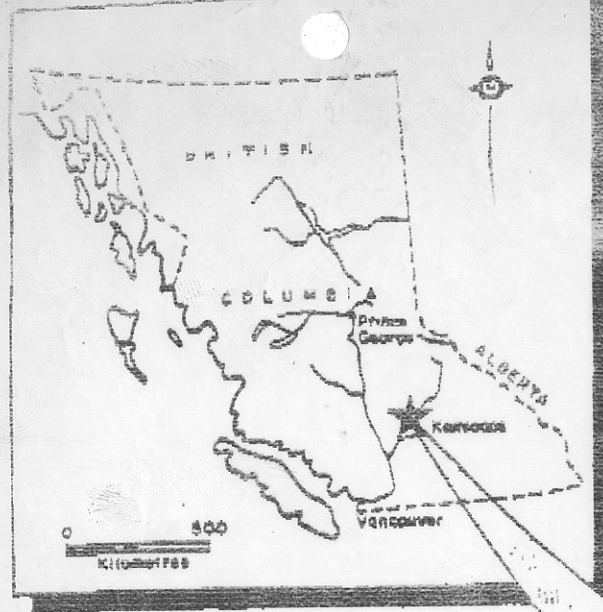 BRITISH
COLUMBIA
Prince
George
ALBERTA
Kamloops
Vancouver
0 500
Kilometres